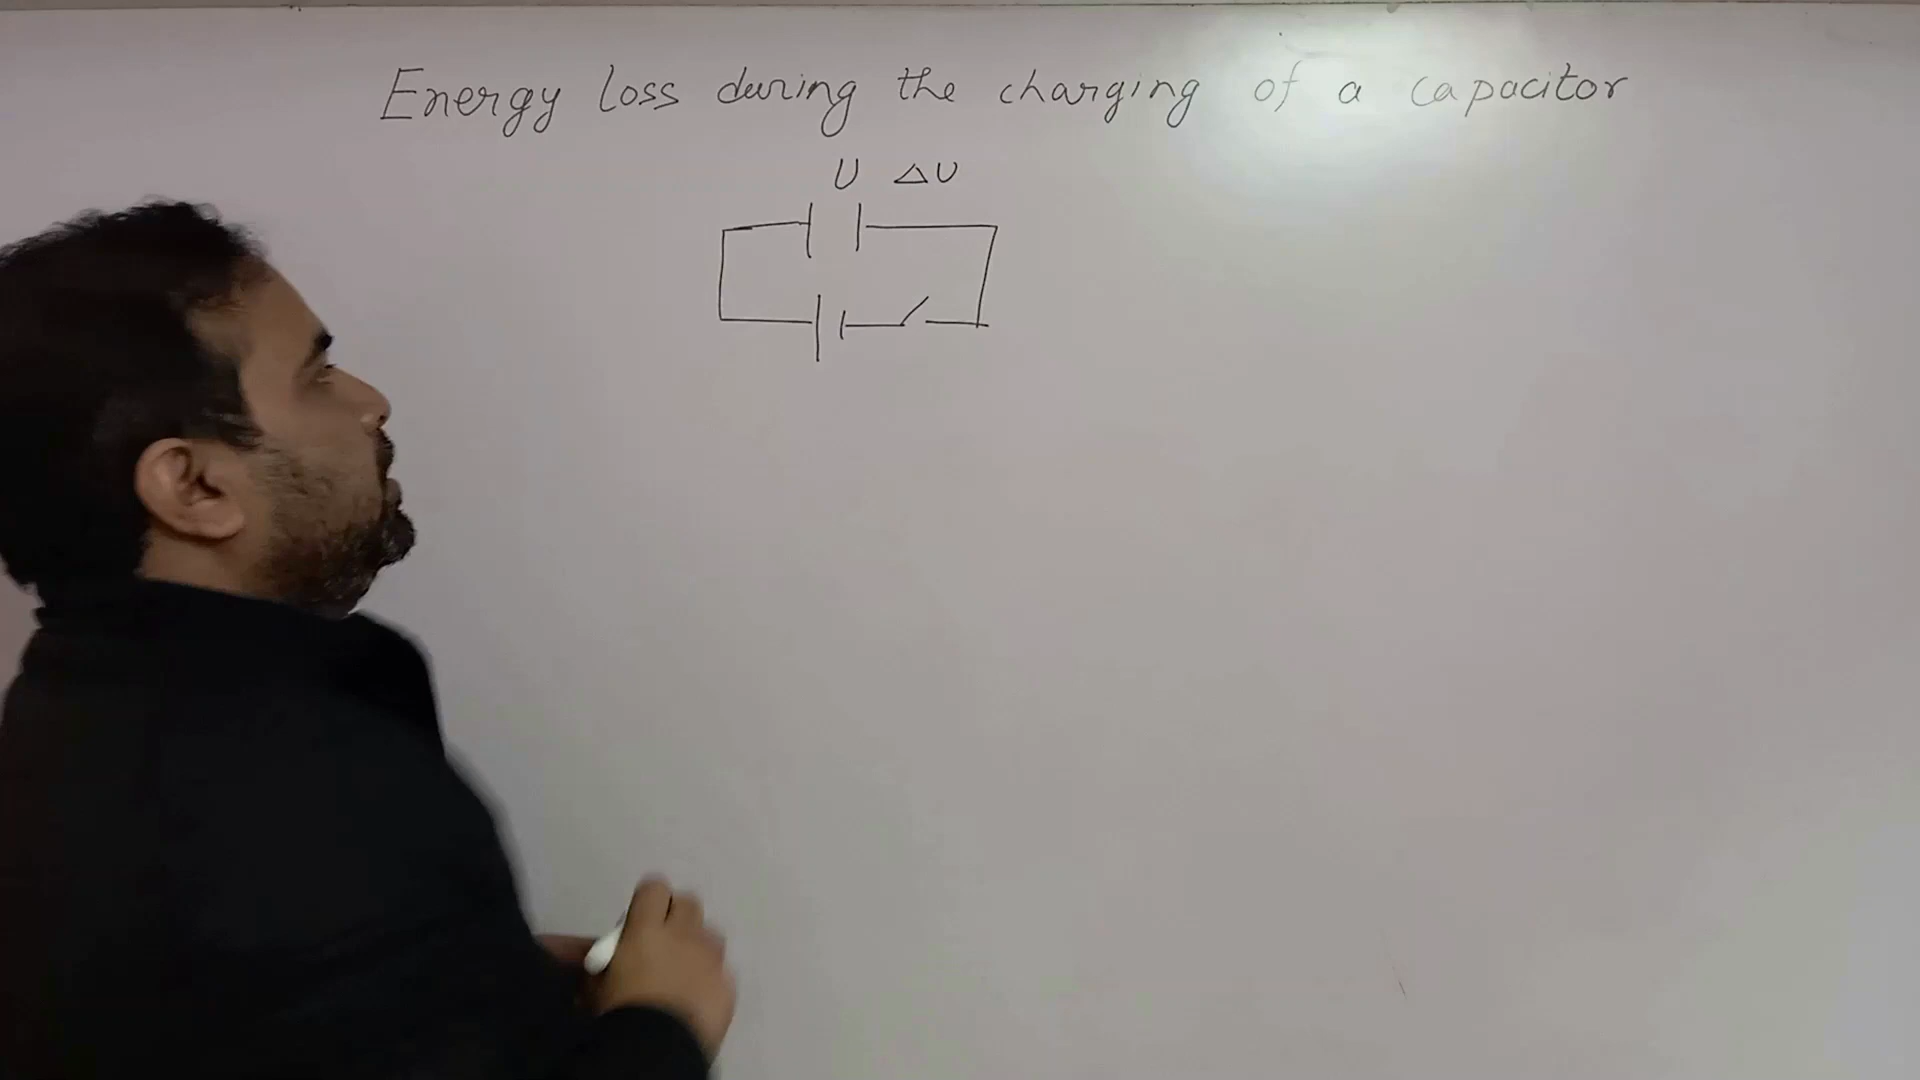 Energy loss during the charging of a capacitor
U ΔU